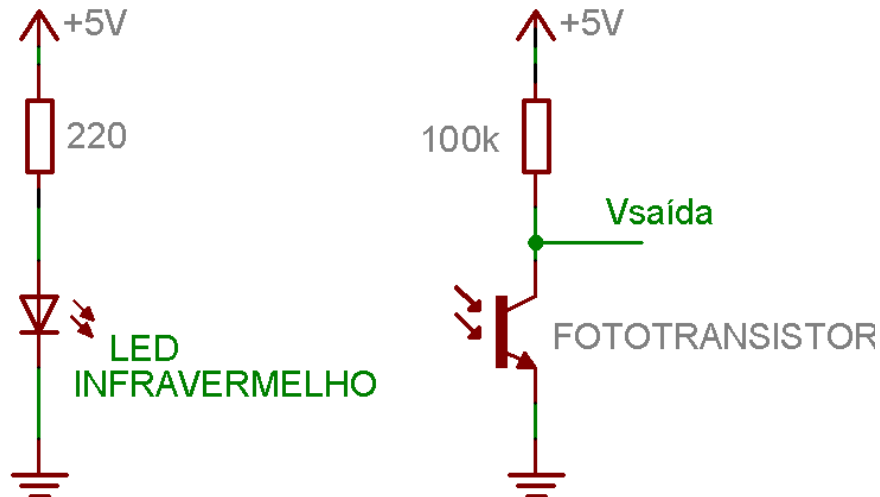 +5V
220
LED
INFRAVERMELHO
+5V
100k
Vsaída
FOTOTRANSISTOR